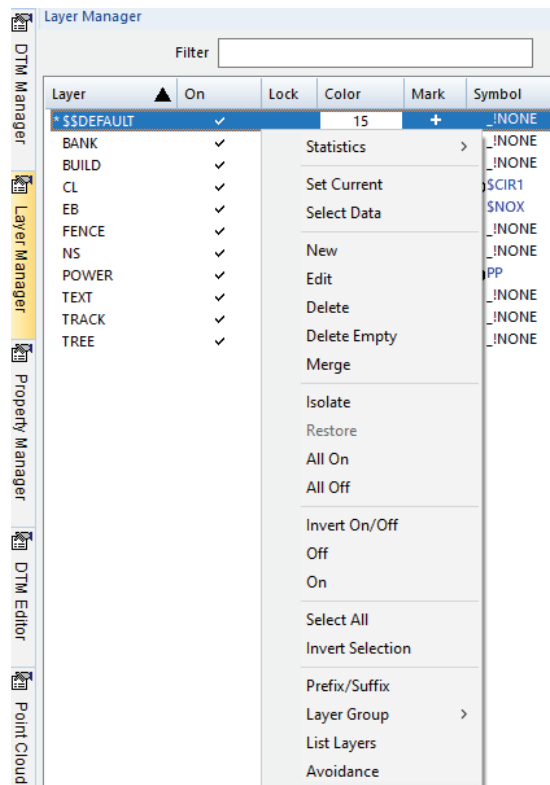 Layer Manager
Filter
Layer On Lock Color Mark Symbol
* $$DEFAULT 15 _!NONE
BANK _!NONE
BUILD _!NONE
CL $CIR1
EB $NOX
FENCE _!NONE
NS _!NONE
POWER PP
TEXT _!NONE
TRACK _!NONE
TREE _!NONE
Statistics
Set Current
Select Data
New
Edit
Delete
Delete Empty
Merge
Isolate
Restore
All On
All Off
Invert On/Off
Off
On
Select All
Invert Selection
Prefix/Suffix
Layer Group
List Layers
Avoidance
DTM Manager
Layer Manager
Property Manager
DTM Editor
Point Cloud